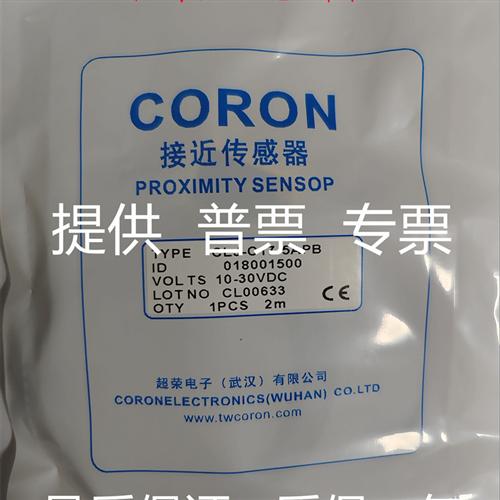 CORON
接近传感器
PROXIMITY SENSOP
提供 普票 专票
TYPE
ID 018001500
VOLTS 10-30VDC
LOT NO CL00633
QTY 1PCS 2m CE
超荣电子（武汉）有限公司
CORONELECTRONICS(WUHAN) CO.LTD
www.twcoron.com